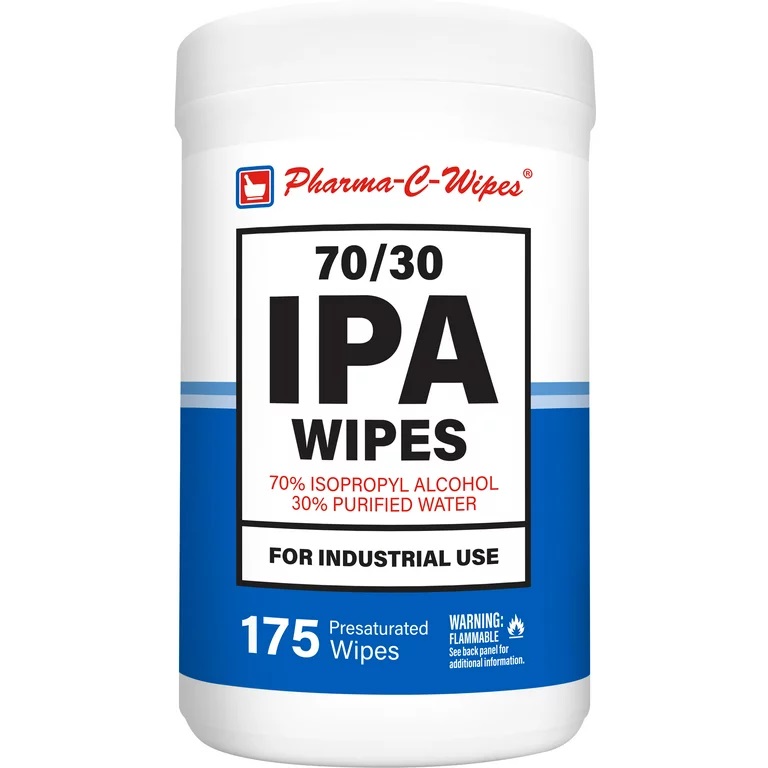 Pharma-C-Wipes®
70/30
IPA
WIPES
70% ISOPROPYL ALCOHOL
30% PURIFIED WATER
FOR INDUSTRIAL USE
175 Presaturated
Wipes
WARNING:
FLAMMABLE
See back panel for
additional information.